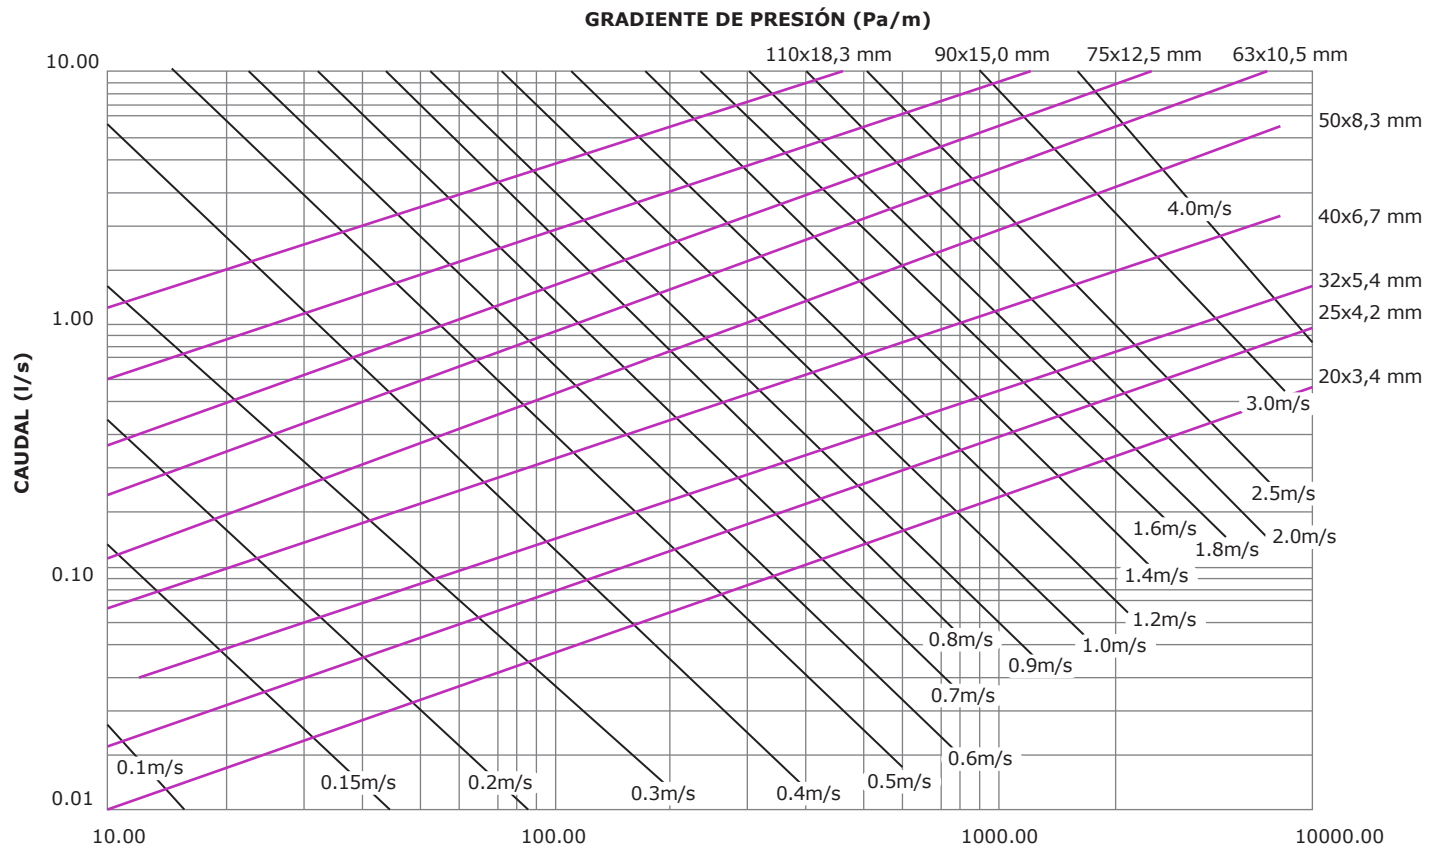 GRADIENTE DE PRESIÓN (Pa/m)
110x18,3 mm
90x15,0 mm
75x12,5 mm
63x10,5 mm
10.00
50x8,3 mm
4.0m/s
40x6,7 mm
32x5,4 mm
25x4,2 mm
1.00
20x3,4 mm
3.0m/s
CAUDAL (l/s)
2.5m/s
1.6m/s
2.0m/s
1.8m/s
0.10
1.4m/s
1.2m/s
0.8m/s
1.0m/s
0.9m/s
0.7m/s
0.6m/s
0.1m/s
0.15m/s
0.2m/s
0.5m/s
0.3m/s
0.4m/s
0.01
10.00
100.00
1000.00
10000.00